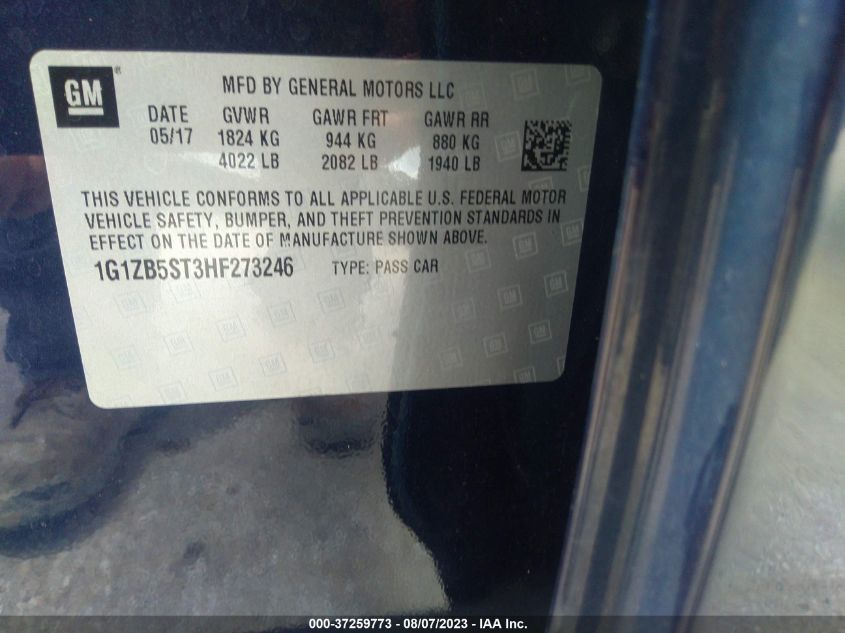 GM ®
MFD BY GENERAL MOTORS LLC
DATE GVWR GAWR FRT GAWR RR
05/17 1824 KG 944 KG 880 KG
4022 LB 2082 LB 1940 LB
THIS VEHICLE CONFORMS TO ALL APPLICABLE U.S. FEDERAL MOTOR
VEHICLE SAFETY, BUMPER, AND THEFT PREVENTION STANDARDS IN
EFFECT ON THE DATE OF MANUFACTURE SHOWN ABOVE.
1G1ZB5ST3HF273246 TYPE: PASS CAR
000-37259773 - 08/07/2023 - IAA Inc.